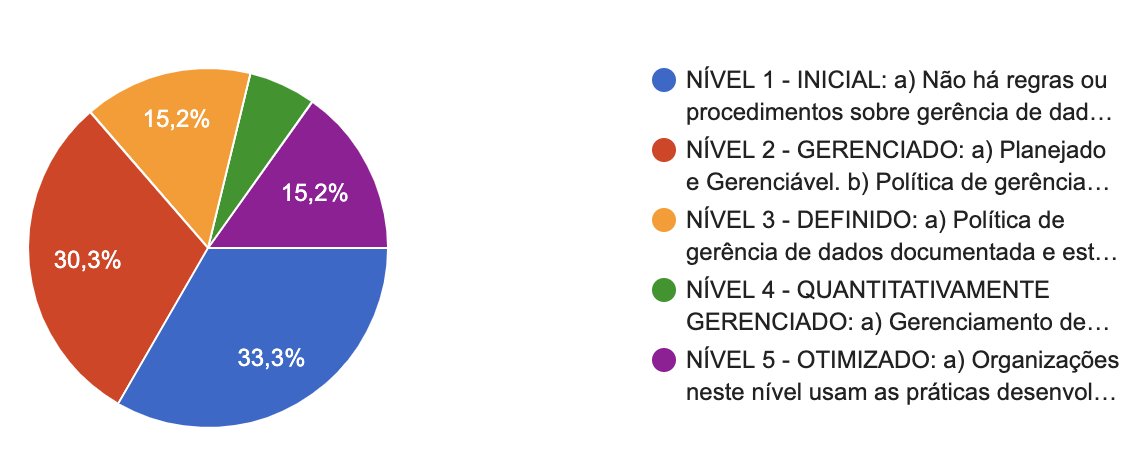 15,2%
15,2%
30,3%
33,3%
NÍVEL 1 - INICIAL: a) Não há regras ou
procedimentos sobre gerência de dad…
NÍVEL 2 - GERENCIADO: a) Planejado
e Gerenciável. b) Política de gerência…
NÍVEL 3 - DEFINIDO: a) Política de
gerência de dados documentada e est…
NÍVEL 4 - QUANTITATIVAMENTE
GERENCIADO: a) Gerenciamento de…
NÍVEL 5 - OTIMIZADO: a) Organizações
neste nível usam as práticas desenvol…